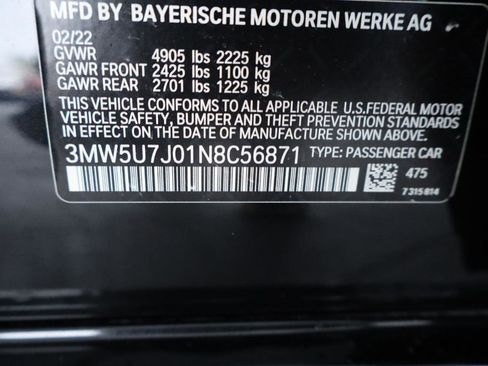 MFD BY BAYERISCHE MOTOREN WERKE AG
02/22
GVWR 4905 lbs 2225 kg
GAWR FRONT 2425 lbs 1100 kg
GAWR REAR 2701 lbs 1225 kg
THIS VEHICLE CONFORMS TO ALL APPLICABLE U.S. FEDERAL MOTOR
VEHICLE SAFETY, BUMPER AND THEFT PREVENTION STANDARDS
IN EFFECT ON THE DATE OF MANUFACTURE SHOWN ABOVE.
3MW5U7J01N8C56871 TYPE: PASSENGER CAR
475
7315814